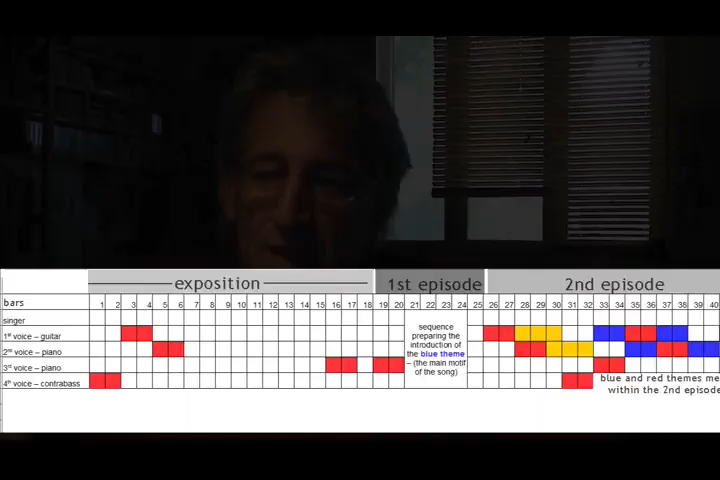 exposition 1st episode 2nd episode
bars 1 2 3 4 5 6 7 8 9 10 11 12 13 14 15 16 17 18 19 20 21 22 23 24 25 26 27 28 29 30 31 32 33 34 35 36 37 38 39 40
singer
1st voice – guitar
2nd voice – piano
3rd voice – piano
4th voice – contrabass
sequence
preparing the
introduction of
the blue theme
– (the main motif
of the song)
blue and red themes me
within the 2nd episode